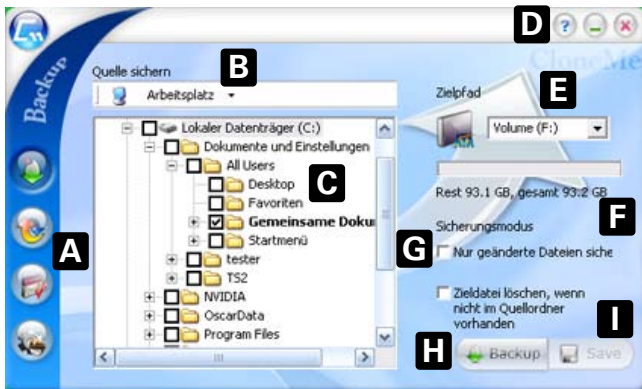 D
?
CloneMe
Backup
B
Quelle sichern
Arbeitsplatz
Zielpfad
E
Volume (F:)
Lokaler Datenträger (C:)
Dokumente und Einstellungen
All Users
C
Desktop
Favoriten
Gemeinsame Doku
Startmenü
tester
TS2
NVIDIA
OscarData
Program Files
A
Rest 93.1 GB, gesamt 93.2 GB
F
Sicherungsmodus
G
Nur geänderte Dateien siche
Zieldatei löschen, wenn
nicht im Quellordner
vorhanden
I
H
Backup
Save